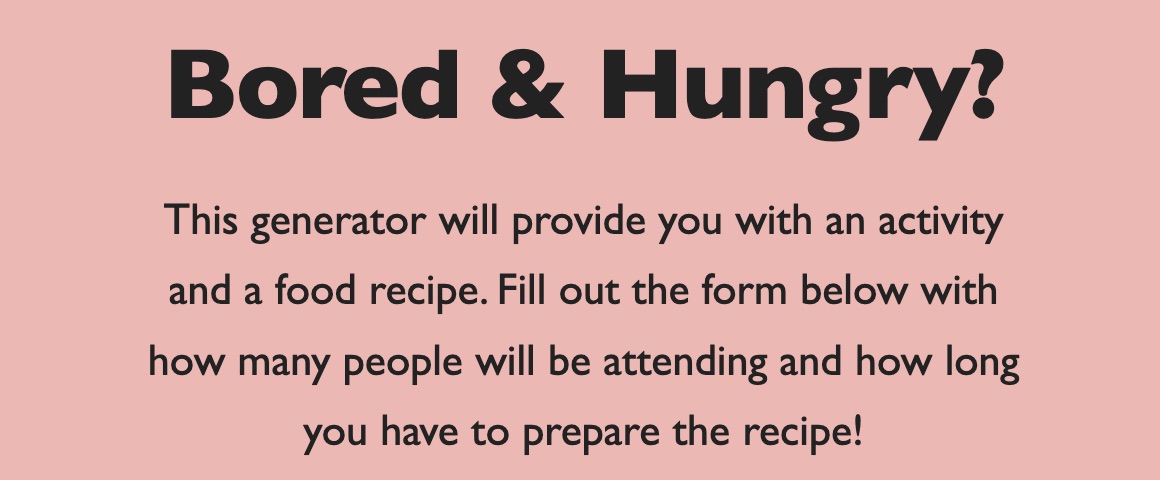 Bored & Hungry?
This generator will provide you with an activity
and a food recipe. Fill out the form below with
how many people will be attending and how long
you have to prepare the recipe!